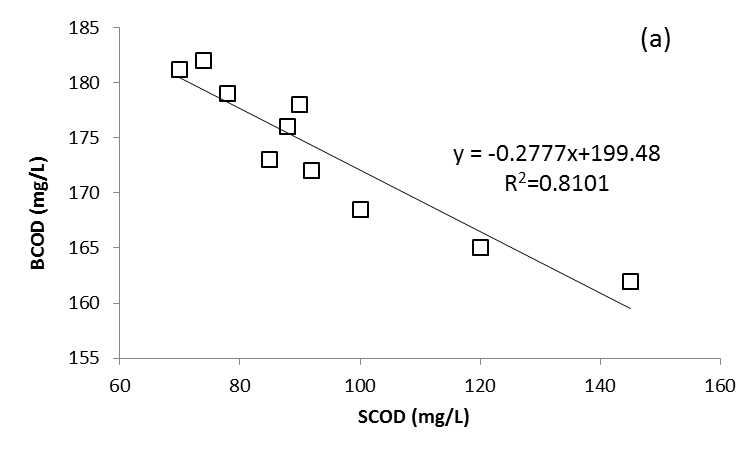 (a)
185
180
175
170
165
160
155
BCOD (mg/L)
y = -0.2777x+199.48
R²=0.8101
60 80 100 120 140 160
SCOD (mg/L)